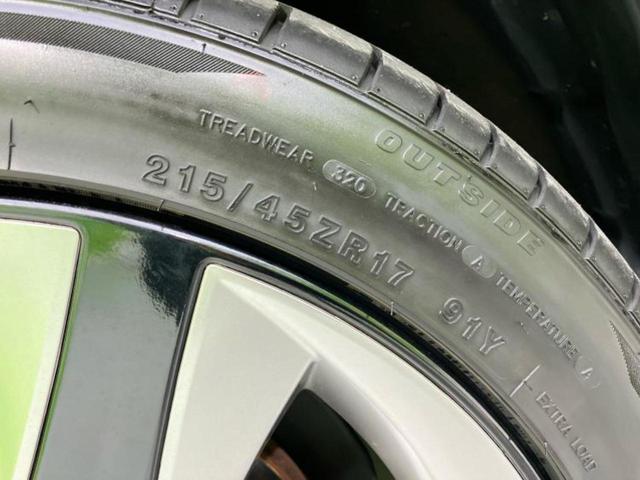 OUTSIDE
TREADWEAR 320 TRACTION A TEMPERATURE A
215/45ZR17 91Y
EXTRA LOAD